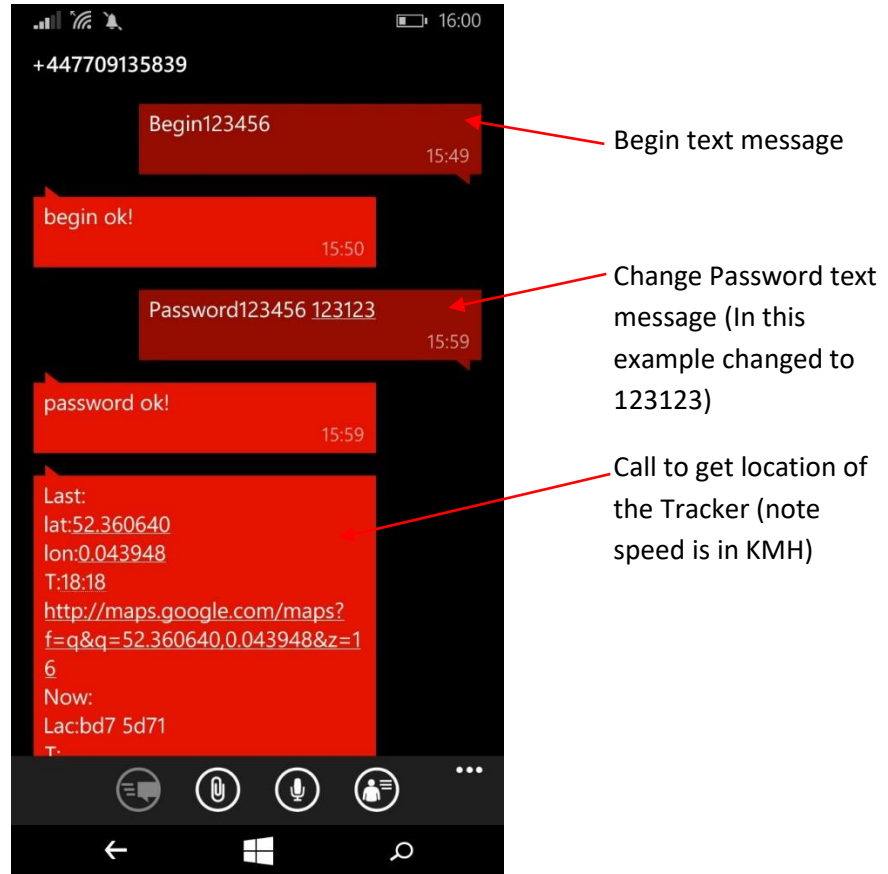 16:00
+447709135839
Begin123456
15:49
Begin text message
begin ok!
15:50
Password123456 123123
15:59
Change Password text
message (In this
example changed to
123123)
password ok!
15:59
Call to get location of
the Tracker (note
speed is in KMH)
Last:
lat:52.360640
lon:0.043948
T:18:18
http://maps.google.com/maps?
f=q&q=52.360640,0.043948&z=1
6
Now:
Lac:bd7 5d71
T: